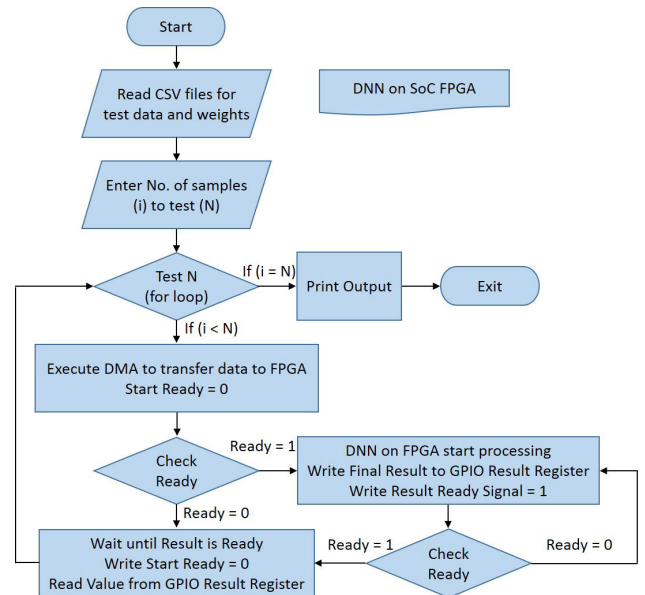 Start
Read CSV files for
test data and weights
DNN on SoC FPGA
Enter No. of samples
(i) to test (N)
Test N
(for loop)
If (i = N)
Print Output
Exit
If (i < N)
Execute DMA to transfer data to FPGA
Start Ready = 0
Check
Ready
Ready = 1
DNN on FPGA start processing
Write Final Result to GPIO Result Register
Write Result Ready Signal = 1
Ready = 0
Wait until Result is Ready
Write Start Ready = 0
Read Value from GPIO Result Register
Ready = 1
Check
Ready
Ready = 0